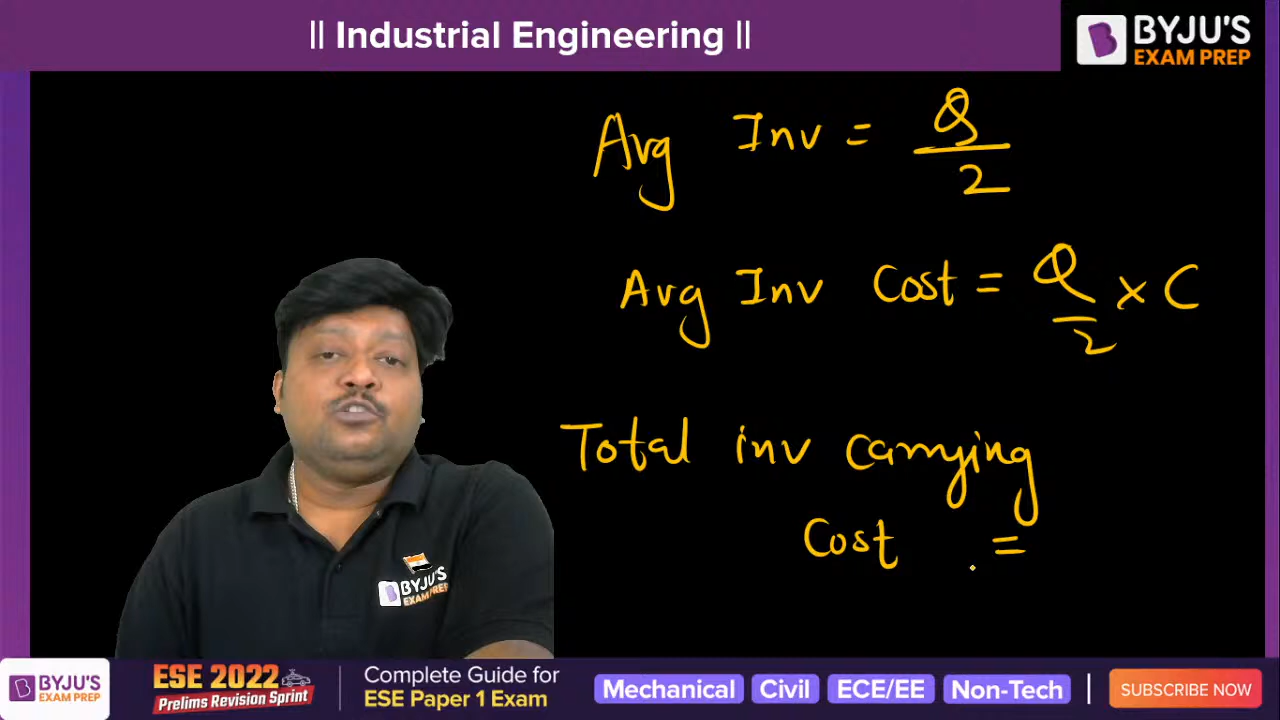 || Industrial Engineering ||
BYJU'S
EXAM PREP
Avg Inv = Q/2
Avg Inv Cost = Q/2 × C
Total inv carrying
Cost =
BYJU'S
EXAM PREP
BYJU'S
EXAM PREP
ESE 2022
Prelims Revision Sprint
Complete Guide for
ESE Paper 1 Exam
Mechanical Civil ECE/EE Non-Tech
SUBSCRIBE NOW